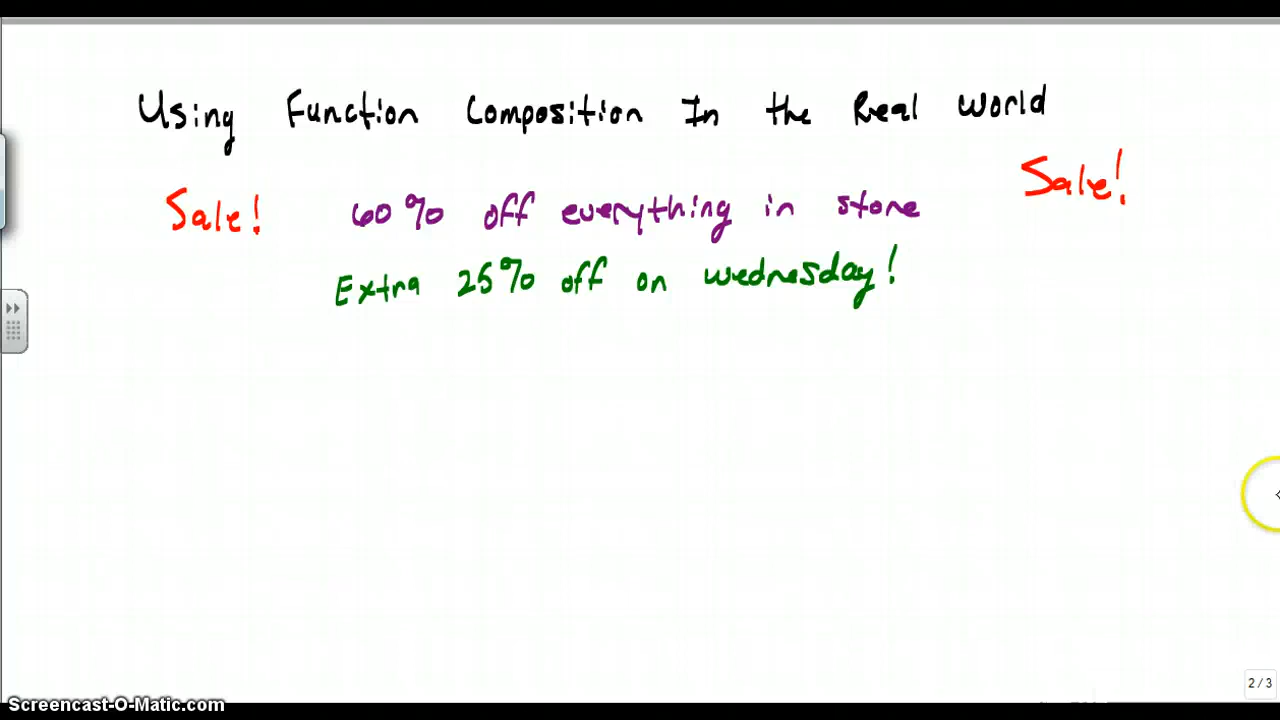 Using Function Composition In the Real World
Sale! 60% off everything in store Sale!
Extra 25% off on wednesday!
2/3
Screencast-O-Matic.com